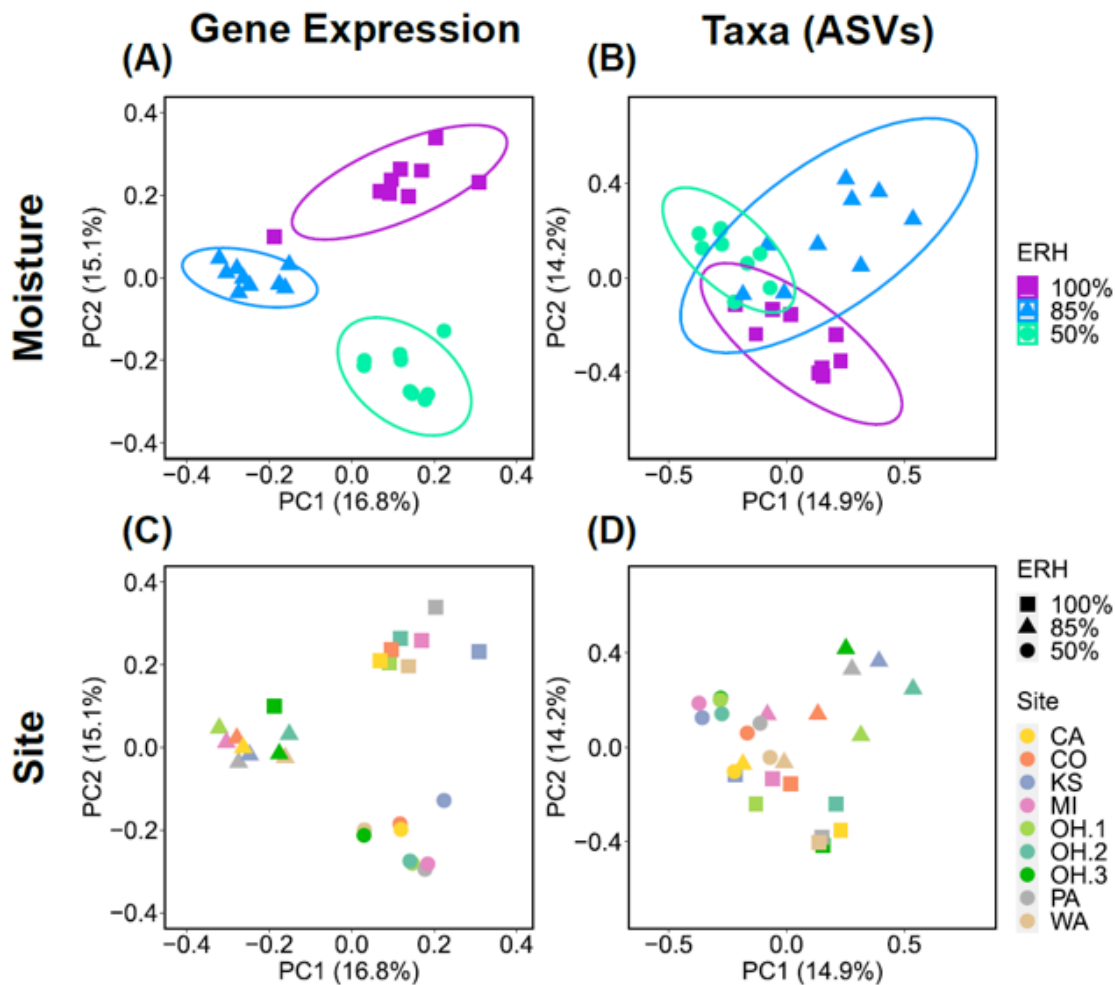 Gene Expression
Taxa (ASVs)
(A)
(B)
Moisture
PC2 (15.1%)
0.4
0.2
0.0
−0.2
−0.4
−0.4
−0.2
0.0
0.2
0.4
PC1 (16.8%)
PC2 (14.2%)
0.4
0.0
−0.4
−0.5
0.0
0.5
PC1 (14.9%)
ERH
100%
85%
50%
(C)
(D)
Site
PC2 (15.1%)
0.4
0.2
0.0
−0.2
−0.4
−0.4
−0.2
0.0
0.2
0.4
PC1 (16.8%)
PC2 (14.2%)
0.4
0.0
−0.4
−0.5
0.0
0.5
PC1 (14.9%)
ERH
100%
85%
50%
Site
CA
CO
KS
MI
OH.1
OH.2
OH.3
PA
WA